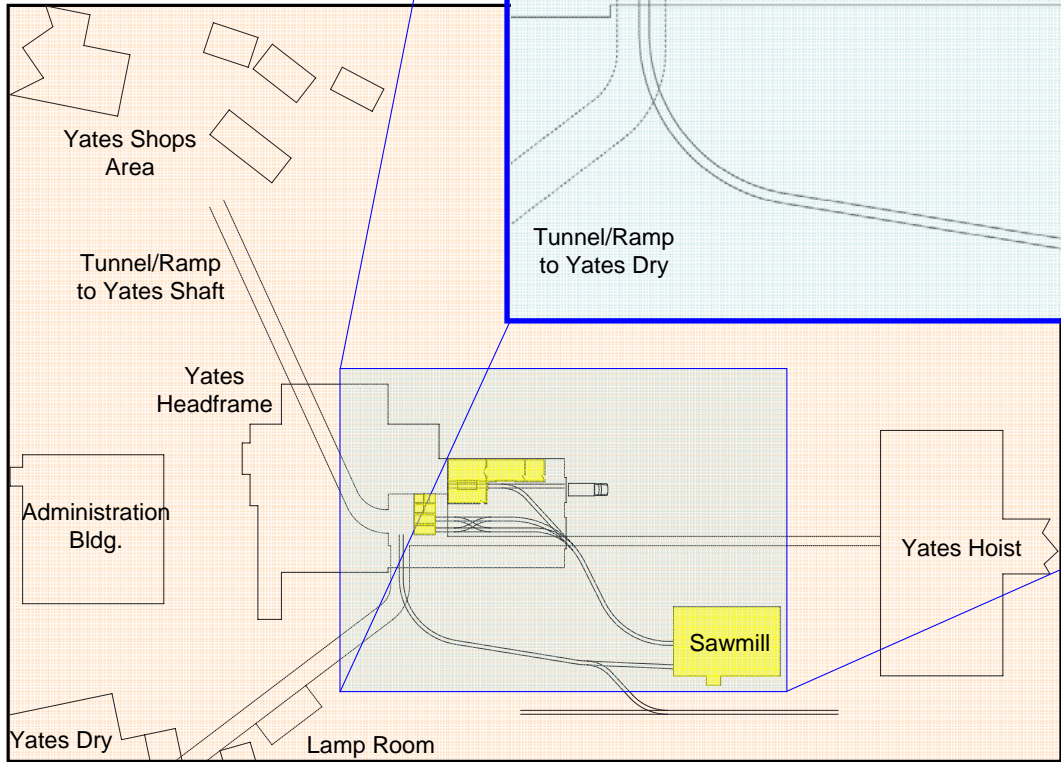 Yates Shops
Area
Tunnel/Ramp
to Yates Dry
Tunnel/Ramp
to Yates Shaft
Yates
Headframe
Administration
Bldg.
Yates Hoist
Sawmill
Yates Dry
Lamp Room